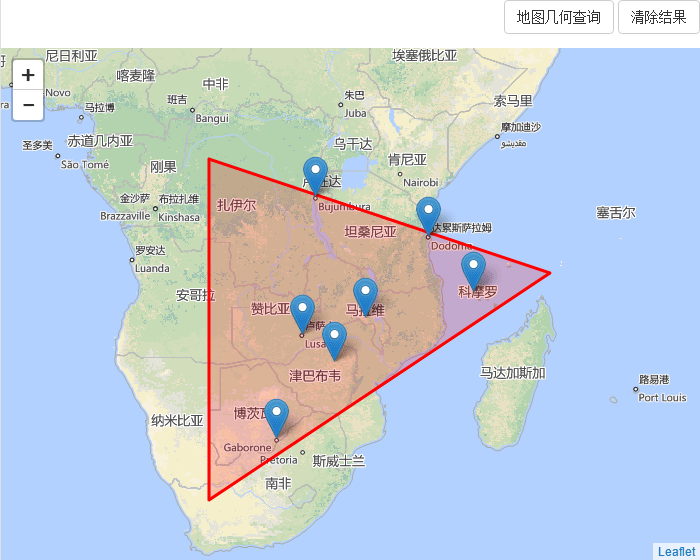 地图几何查询
清除结果
+
−
尼日利亚
埃塞俄比亚
喀麦隆
中非
Novo
马拉博
班吉
Bangui
朱巴
Juba
索马里
摩加迪沙
مقديشو
圣多美
São Tomé
赤道几内亚
乌干达
刚果
肯尼亚
Nairobi
金沙萨
Brazzaville
布拉扎维
Kinshasa
扎伊尔
Bujumbura
塞舌尔
坦桑尼亚
达累斯萨拉姆
Dodoma
罗安达
Luanda
安哥拉
科摩罗
赞比亚
马拉维
Lusa
津巴布韦
马达加斯加
路易港
Port Louis
纳米比亚
博茨瓦
Gaborone
Pretoria
斯威士兰
南非
Leaflet